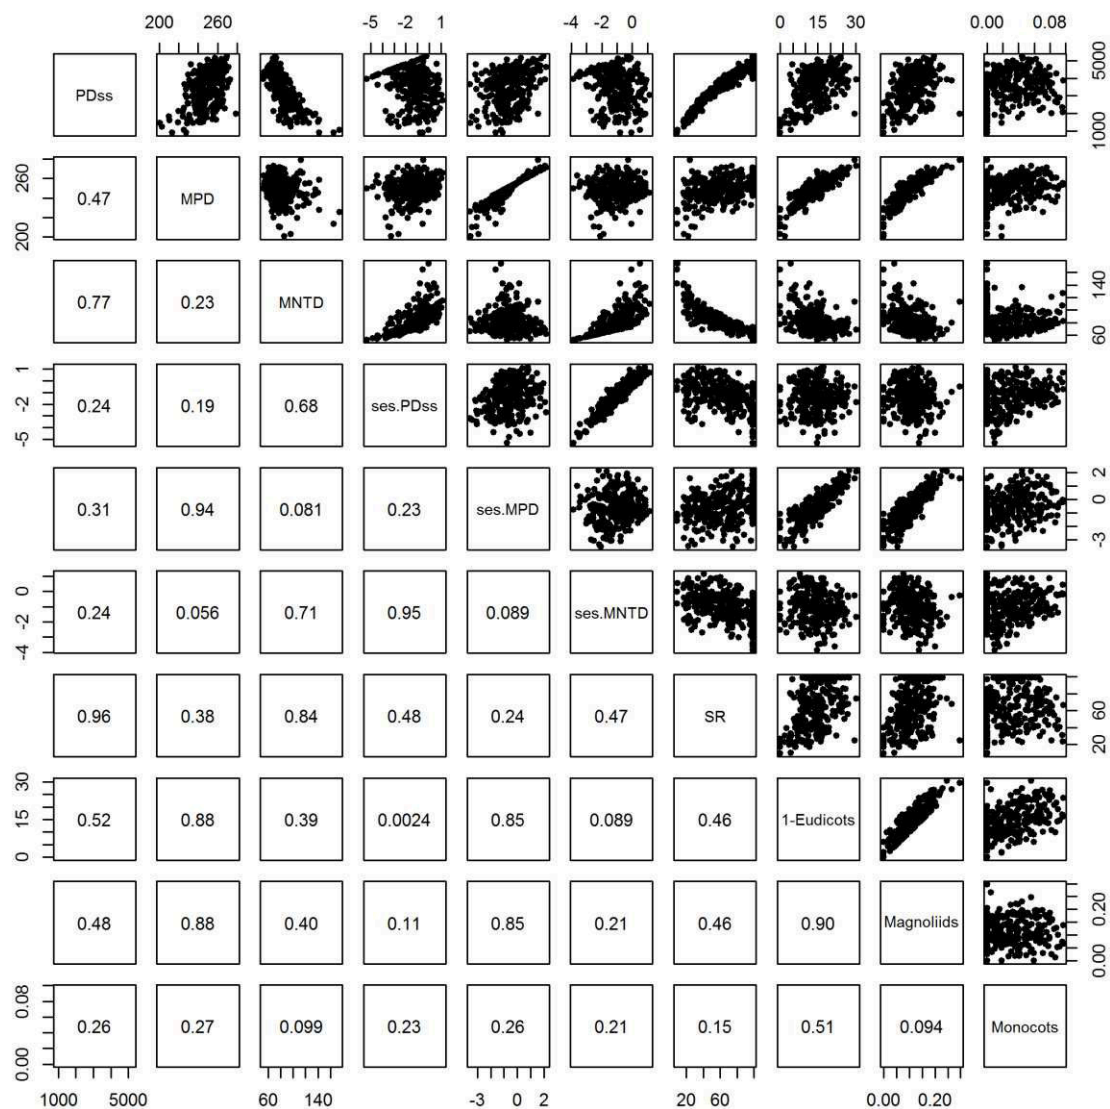 200 260 -5 -2 1 -4 -2 0 0 15 30 0.00 0.08
PDss 1000 5000
200 260 0.47 MPD
0.77 0.23 MNTD 60 140
-5 -2 1 0.24 0.19 0.68 ses.PDss
0.31 0.94 0.081 0.23 ses.MPD -3 0 2
-4 -2 0 0.24 0.056 0.71 0.95 0.089 ses.MNTD
0.96 0.38 0.84 0.48 0.24 0.47 SR 20 60
0 15 30 0.52 0.88 0.39 0.0024 0.85 0.089 0.46 1-Eudicots
0.48 0.88 0.40 0.11 0.85 0.21 0.46 0.90 Magnoliids 0.00 0.20
0.00 0.08 0.26 0.27 0.099 0.23 0.26 0.21 0.15 0.51 0.094 Monocots
1000 5000 60 140 -3 0 2 20 60 0.00 0.20